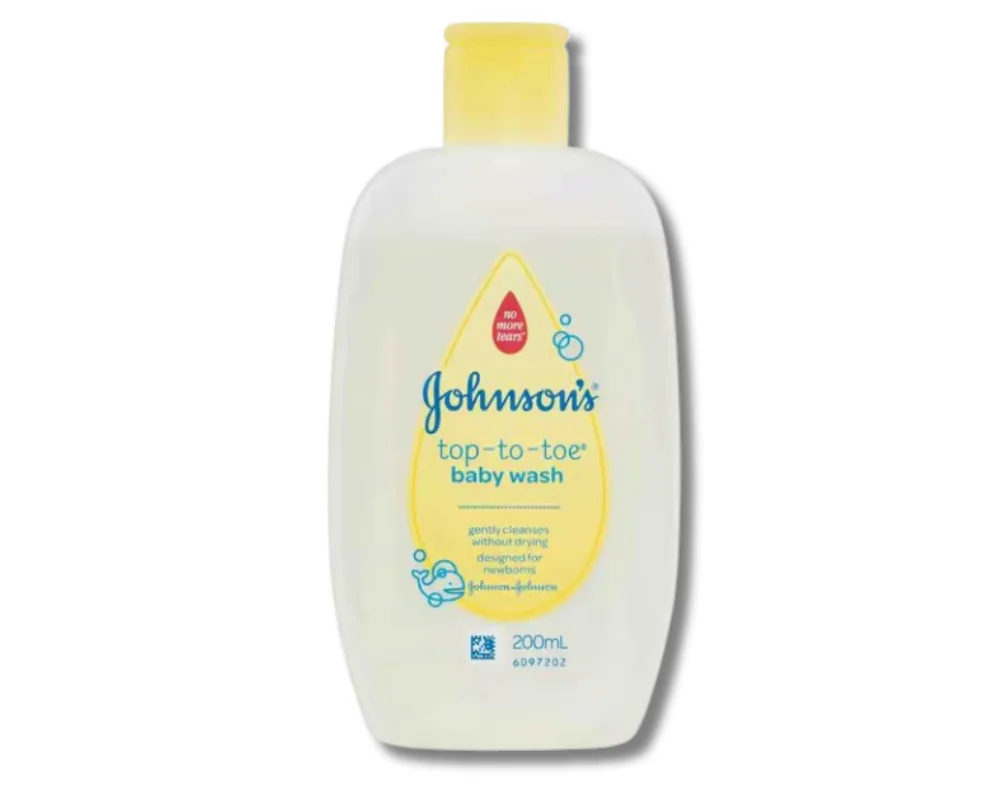 no
more
tears®
Johnson's®
top-to-toe®
baby wash
gently cleanses
without drying
designed for
newborns
Johnson & Johnson
200mL
6097202